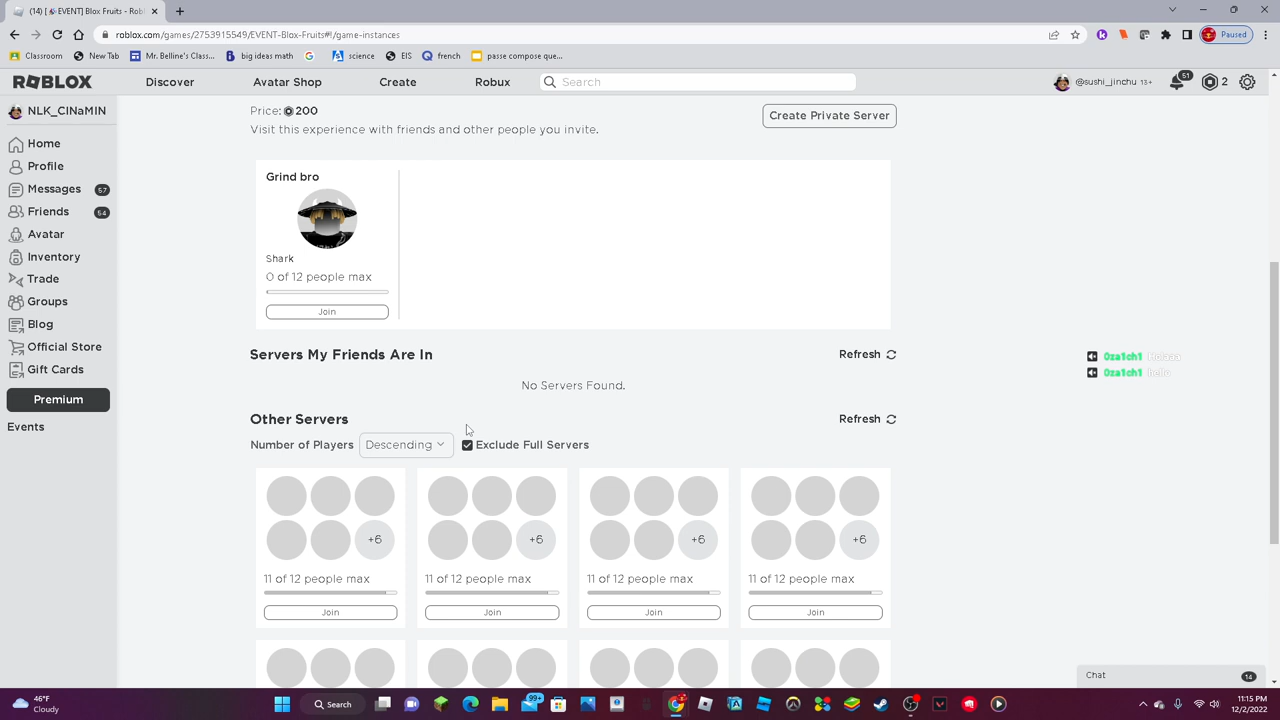 (14) [ EVENT] Blox Fruits - Rob
roblox.com/games/2753915549/EVENT-Blox-Fruits#!/game-instances
Paused
Classroom New Tab Mr. Belline's Classi... big ideas math science EIS french passe compose que...
ROBLOX Discover Avatar Shop Create Robux Search @sushi_jinchu 13+ 51 2
NLK_CINaMIN
Home
Profile
Messages 57
Friends 54
Avatar
Inventory
Trade
Groups
Blog
Official Store
Gift Cards
Premium
Events
Price: 200
Visit this experience with friends and other people you invite.
Create Private Server
Grind bro
Shark
0 of 12 people max
Join
Servers My Friends Are In Refresh
No Servers Found.
Other Servers Refresh
Number of Players Descending Exclude Full Servers
+6 +6 +6 +6
11 of 12 people max 11 of 12 people max 11 of 12 people max 11 of 12 people max
Join Join Join Join
0za1ch1
0za1ch1 hello
Chat 14
46°F
Cloudy
Search
99+
11:15 PM
12/2/2022